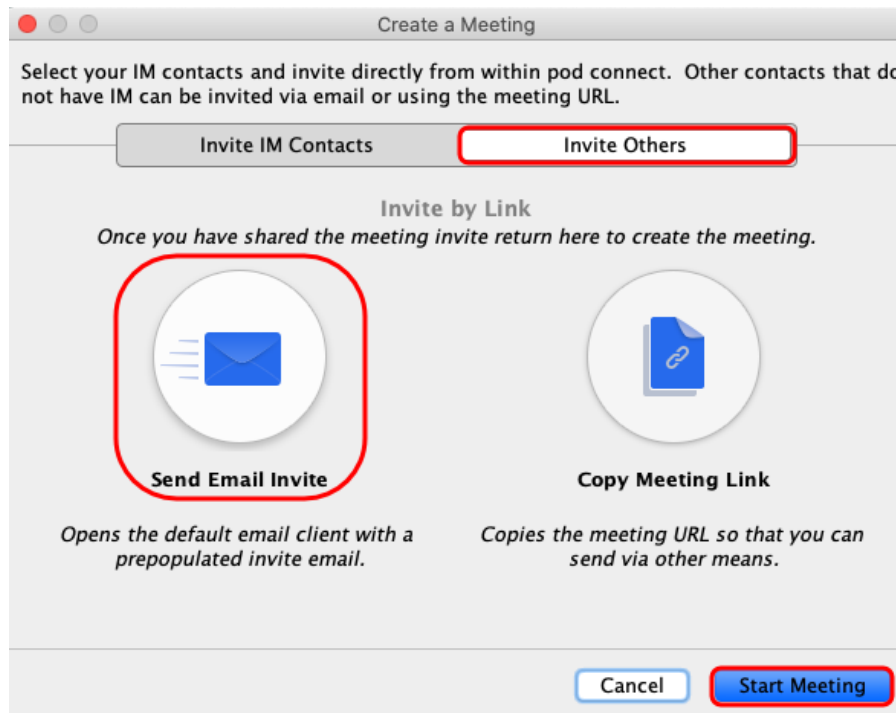 Create a Meeting
Select your IM contacts and invite directly from within pod connect. Other contacts that do
not have IM can be invited via email or using the meeting URL.
Invite IM Contacts
Invite Others
Invite by Link
Once you have shared the meeting invite return here to create the meeting.
Send Email Invite
Opens the default email client with a
prepopulated invite email.
Copy Meeting Link
Copies the meeting URL so that you can
send via other means.
Cancel
Start Meeting